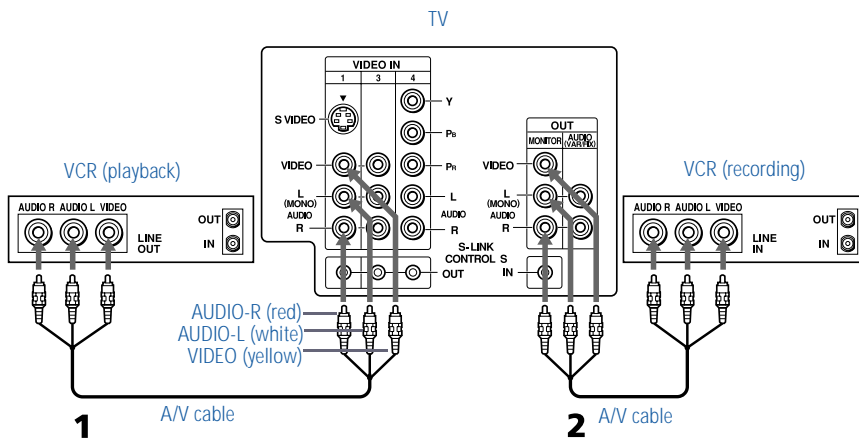 TV
VIDEO IN
1 3 4
S VIDEO
Y
PB
PR
VIDEO
L
(MONO)
AUDIO
R
L
AUDIO
R
S-LINK
CONTROL S
OUT
IN
OUT
MONITOR
AUDIO
(VAR/FIX)
VIDEO
L
(MONO)
AUDIO
R
VCR (playback)
AUDIO R AUDIO L VIDEO
LINE
OUT
OUT
IN
VCR (recording)
AUDIO R AUDIO L VIDEO
LINE
IN
OUT
IN
AUDIO-R (red)
AUDIO-L (white)
VIDEO (yellow)
1
A/V cable
2
A/V cable